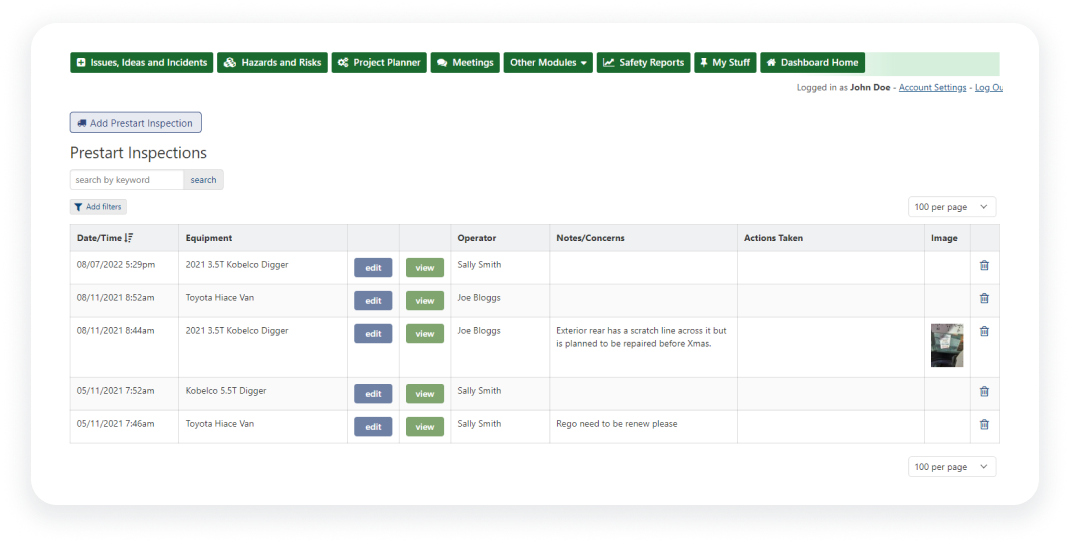 Issues, Ideas and Incidents Hazards and Risks Project Planner Meetings Other Modules Safety Reports My Stuff Dashboard Home
Logged in as John Doe - Account Settings - Log Ou
Add Prestart Inspection
Prestart Inspections
search by keyword search
Add filters 100 per page
Date/Time Equipment Operator Notes/Concerns Actions Taken Image
08/07/2022 5:29pm 2021 3.5T Kobelco Digger edit view Sally Smith
08/11/2021 8:52am Toyota Hiace Van edit view Joe Bloggs
08/11/2021 8:44am 2021 3.5T Kobelco Digger edit view Joe Bloggs Exterior rear has a scratch line across it but
is planned to be repaired before Xmas.
05/11/2021 7:52am Kobelco 5.5T Digger edit view Sally Smith
05/11/2021 7:46am Toyota Hiace Van edit view Sally Smith Rego need to be renew please
100 per page